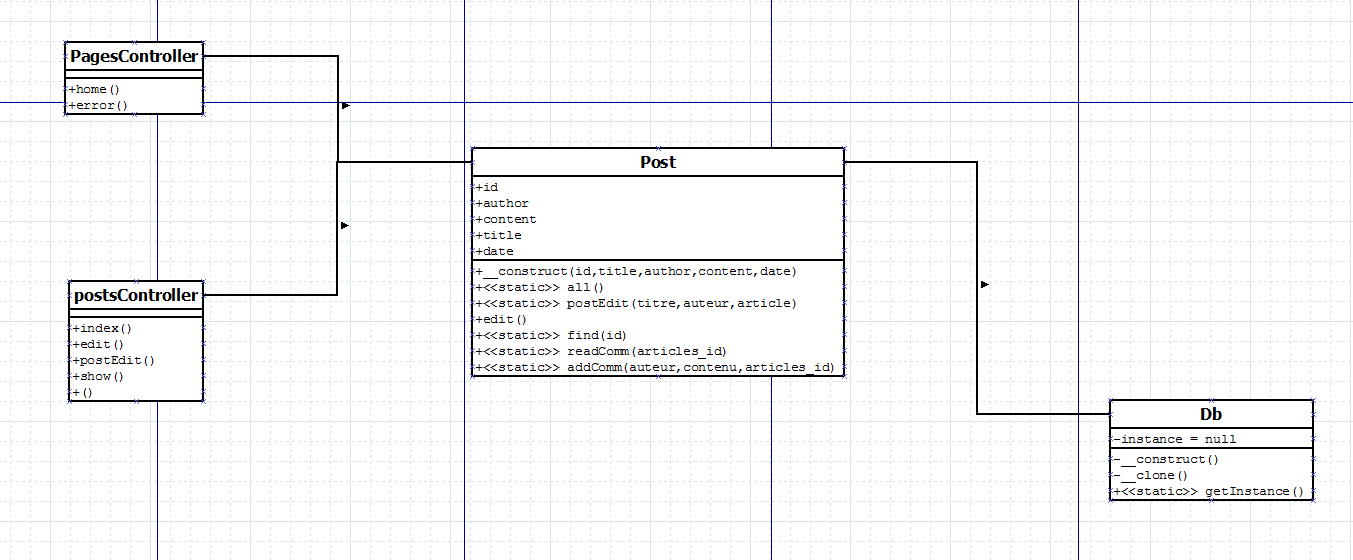 PagesController
+home()
+error()
Post
+id
+author
+content
+title
+date
+__construct(id,title,author,content,date)
+<<static>> all()
+<<static>> postEdit(titre,auteur,article)
+edit()
+<<static>> find(id)
+<<static>> readComm(articles_id)
+<<static>> addComm(auteur,contenu,articles_id)
postsController
+index()
+edit()
+postEdit()
+show()
+()
Db
-instance = null
-__construct()
-__clone()
+<<static>> getInstance()